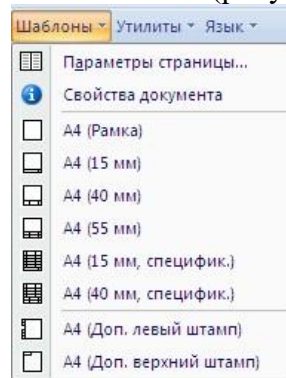 Шаблоны Утилиты Язык
Параметры страницы...
Свойства документа
А4 (Рамка)
А4 (15 мм)
А4 (40 мм)
А4 (55 мм)
А4 (15 мм, специфик.)
А4 (40 мм, специфик.)
А4 (Доп. левый штамп)
А4 (Доп. верхний штамп)